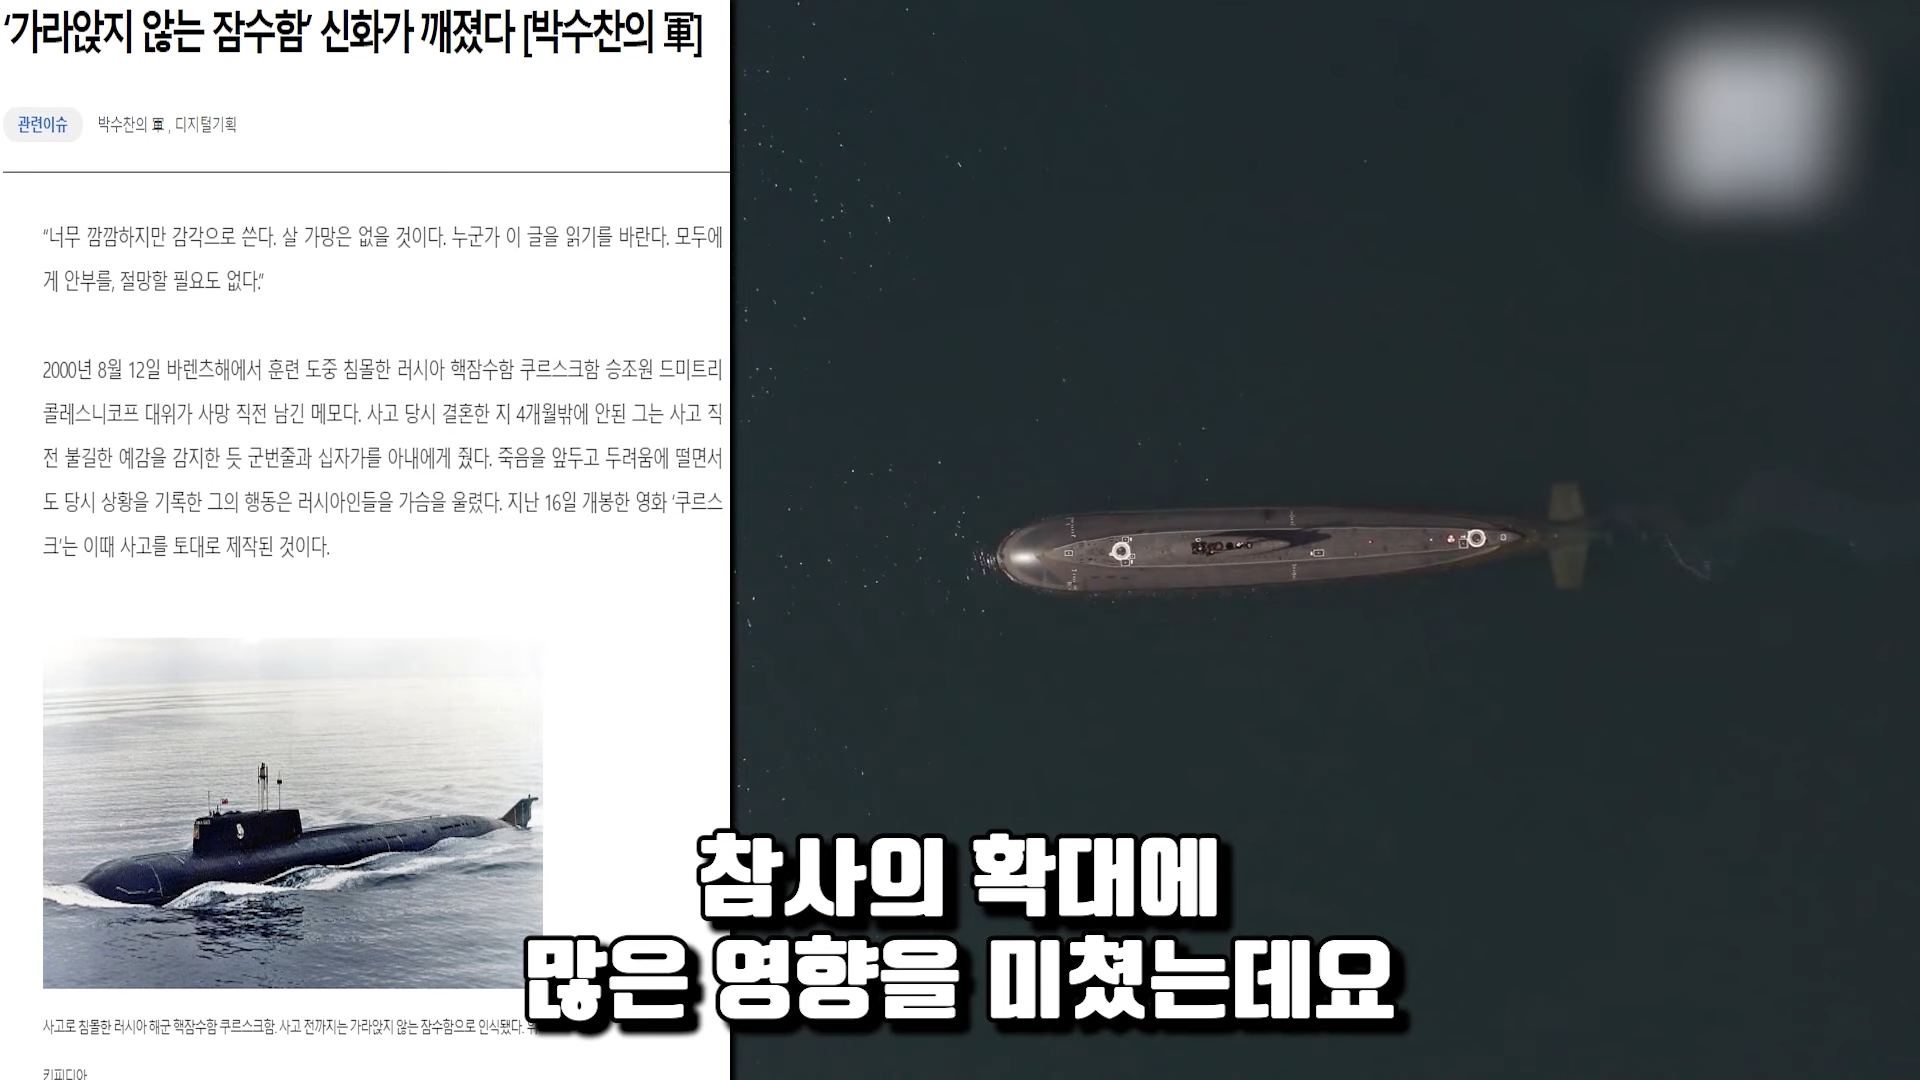 ‘가라앉지 않는 잠수함’ 신화가 깨졌다 [박수찬의 軍]
관련이슈 박수찬의 軍 , 디지털기획
“너무 깜깜하지만 감각으로 쓴다. 살 가망은 없을 것이다. 누군가 이 글을 읽기를 바란다. 모두에
게 안부를, 절망할 필요도 없다.”
2000년 8월 12일 바렌츠해에서 훈련 도중 침몰한 러시아 핵잠수함 쿠르스크함 승조원 드미트리
콜레스니코프 대위가 사망 직전 남긴 메모다. 사고 당시 결혼한 지 4개월밖에 안된 그는 사고 직
전 불길한 예감을 감지한 듯 군번줄과 십자가를 아내에게 줬다. 죽음을 앞두고 두려움에 떨면서
도 당시 상황을 기록한 그의 행동은 러시아인들을 가슴을 울렸다. 지난 16일 개봉한 영화 ‘쿠르스
크’는 이때 사고를 토대로 제작된 것이다.
사고로 침몰한 러시아 해군 핵잠수함 쿠르스크함. 사고 전까지는 가라앉지 않는 잠수함으로 인식됐다.
키피디아
참사의 확대에
많은 영향을 미쳤는데요